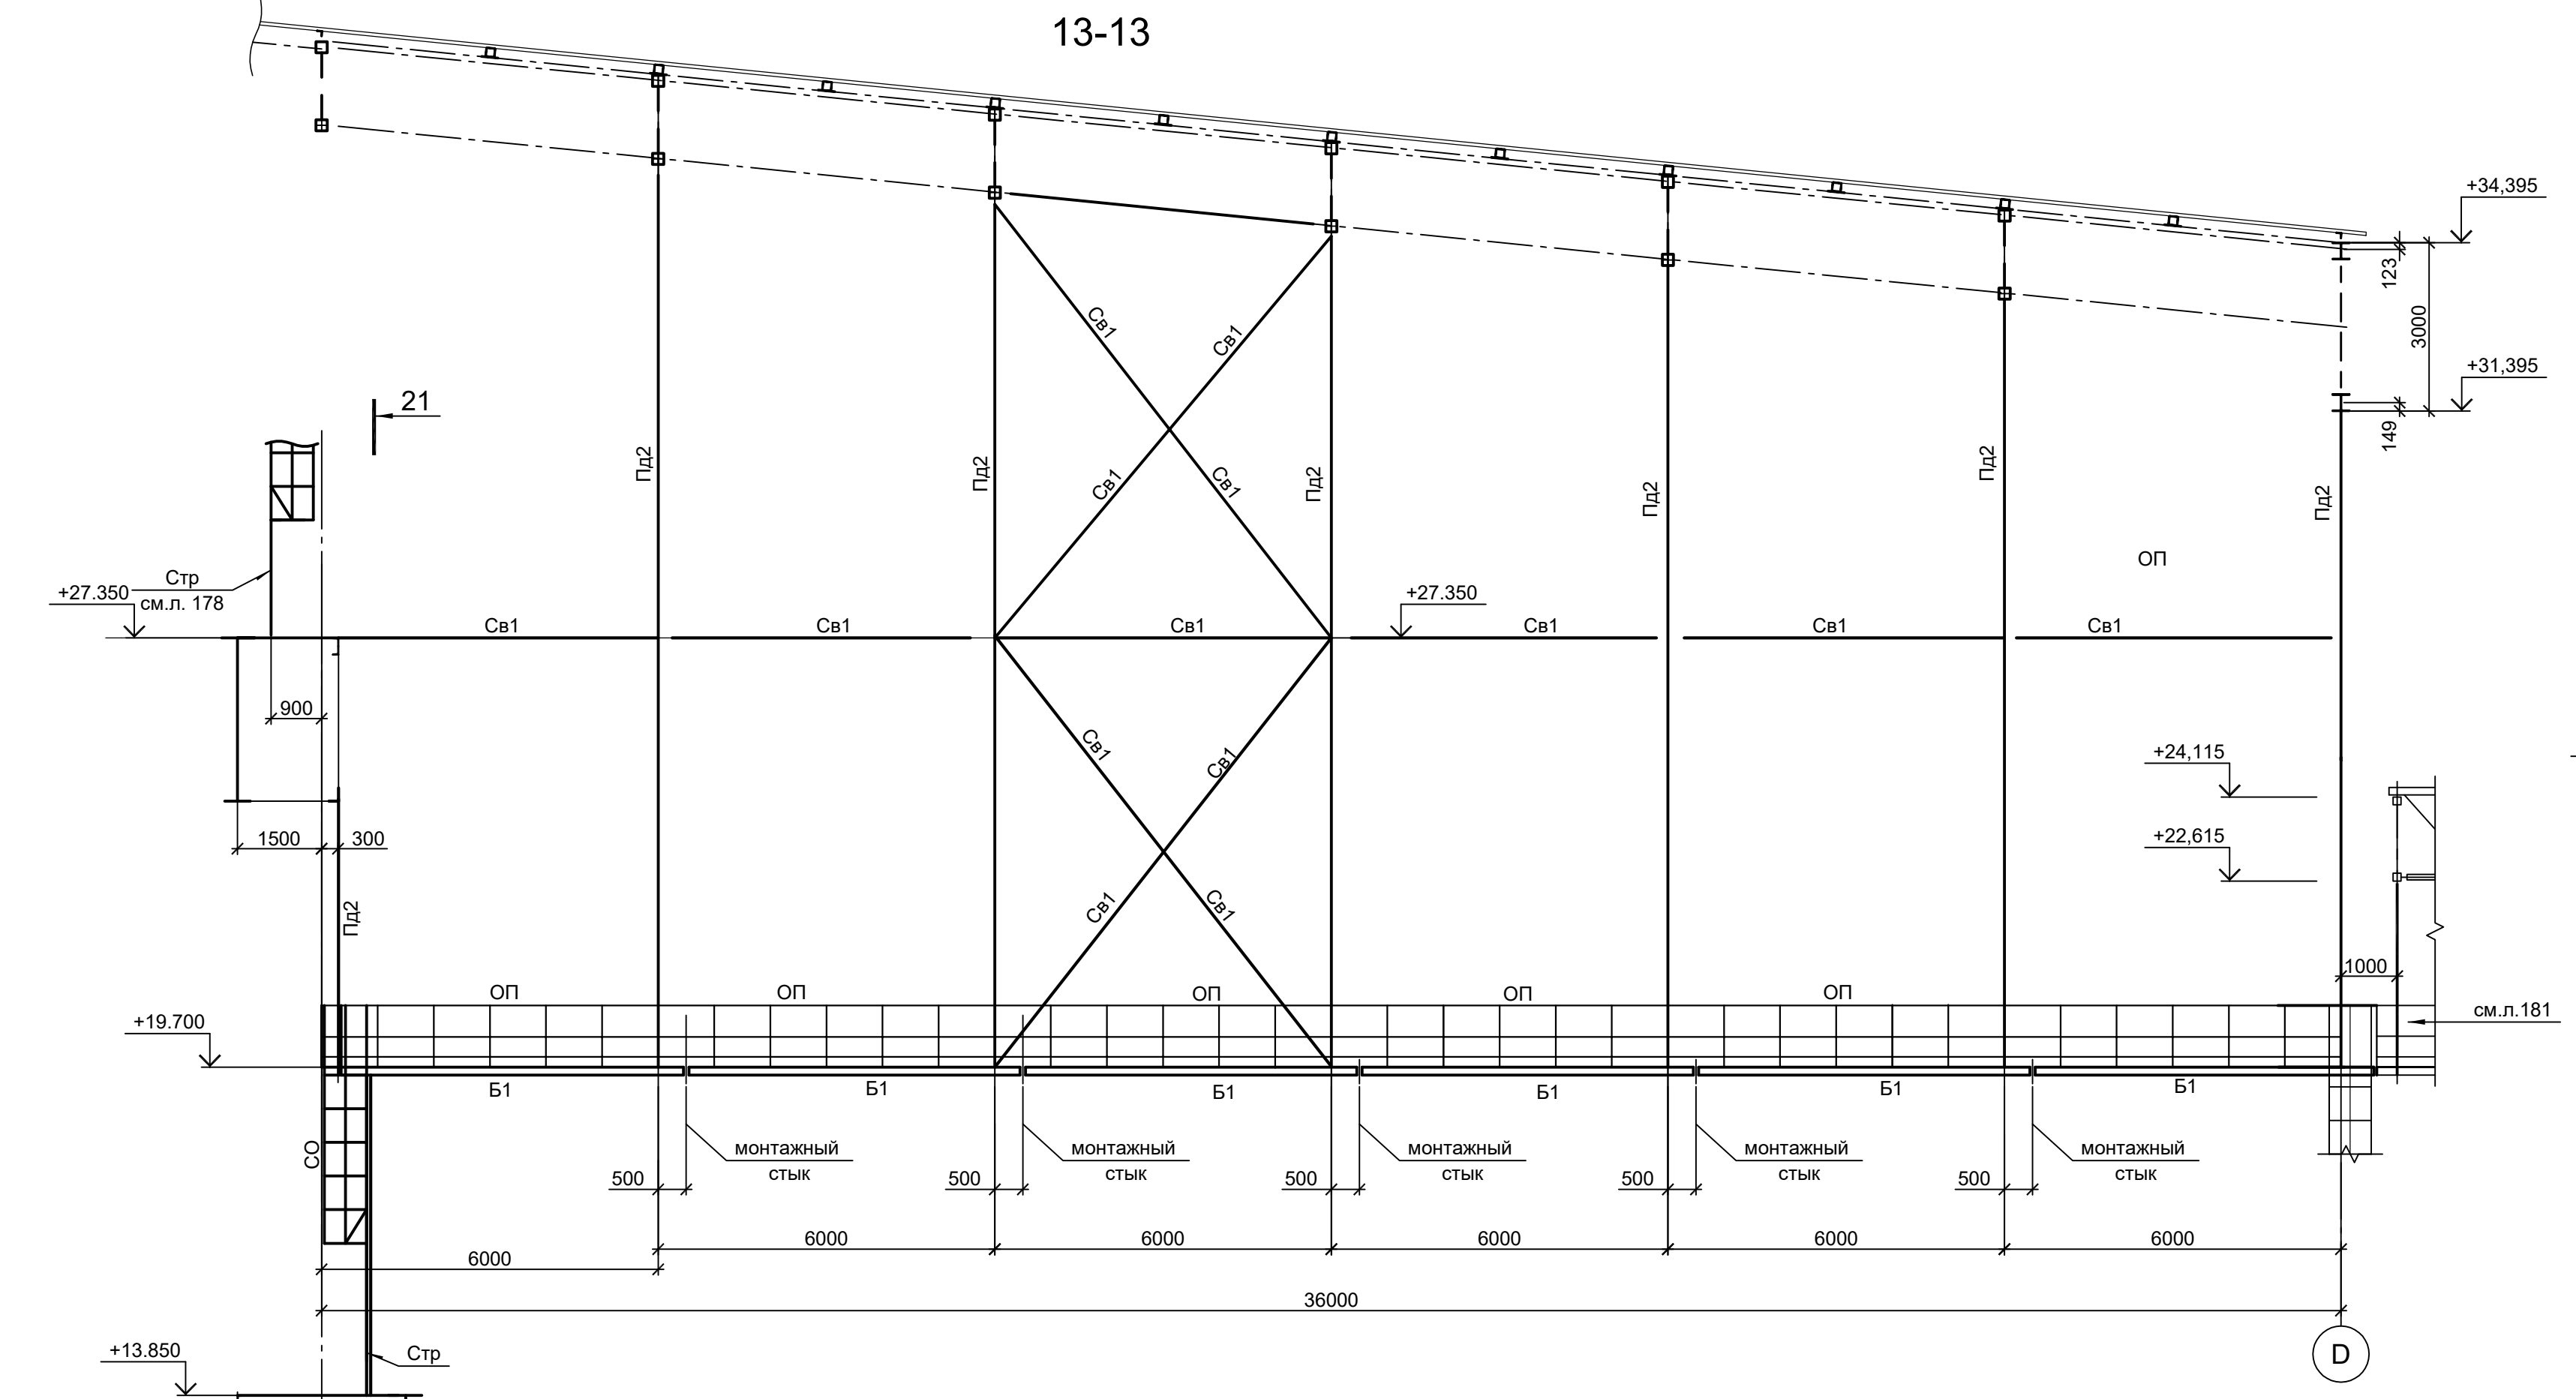 13-13
+34,395
123
3000
+31,395
149
21
Св1
Св1
Пд2
Пд2
Св1
Св1
Пд2
Пд2
Пд2
Пд2
ОП
Стр
+27.350
см.л. 178
+27.350
Св1
Св1
Св1
Св1
Св1
Св1
900
Св1
Св1
+24,115
1500
300
+22,615
Пд2
Св1
Св1
1000
ОП
ОП
ОП
ОП
ОП
+19.700
см.л.181
Б1
Б1
Б1
Б1
Б1
Б1
СО
монтажный
стык
монтажный
стык
монтажный
стык
монтажный
стык
монтажный
стык
500
500
500
500
500
6000
6000
6000
6000
6000
6000
36000
+13.850
Стр
D